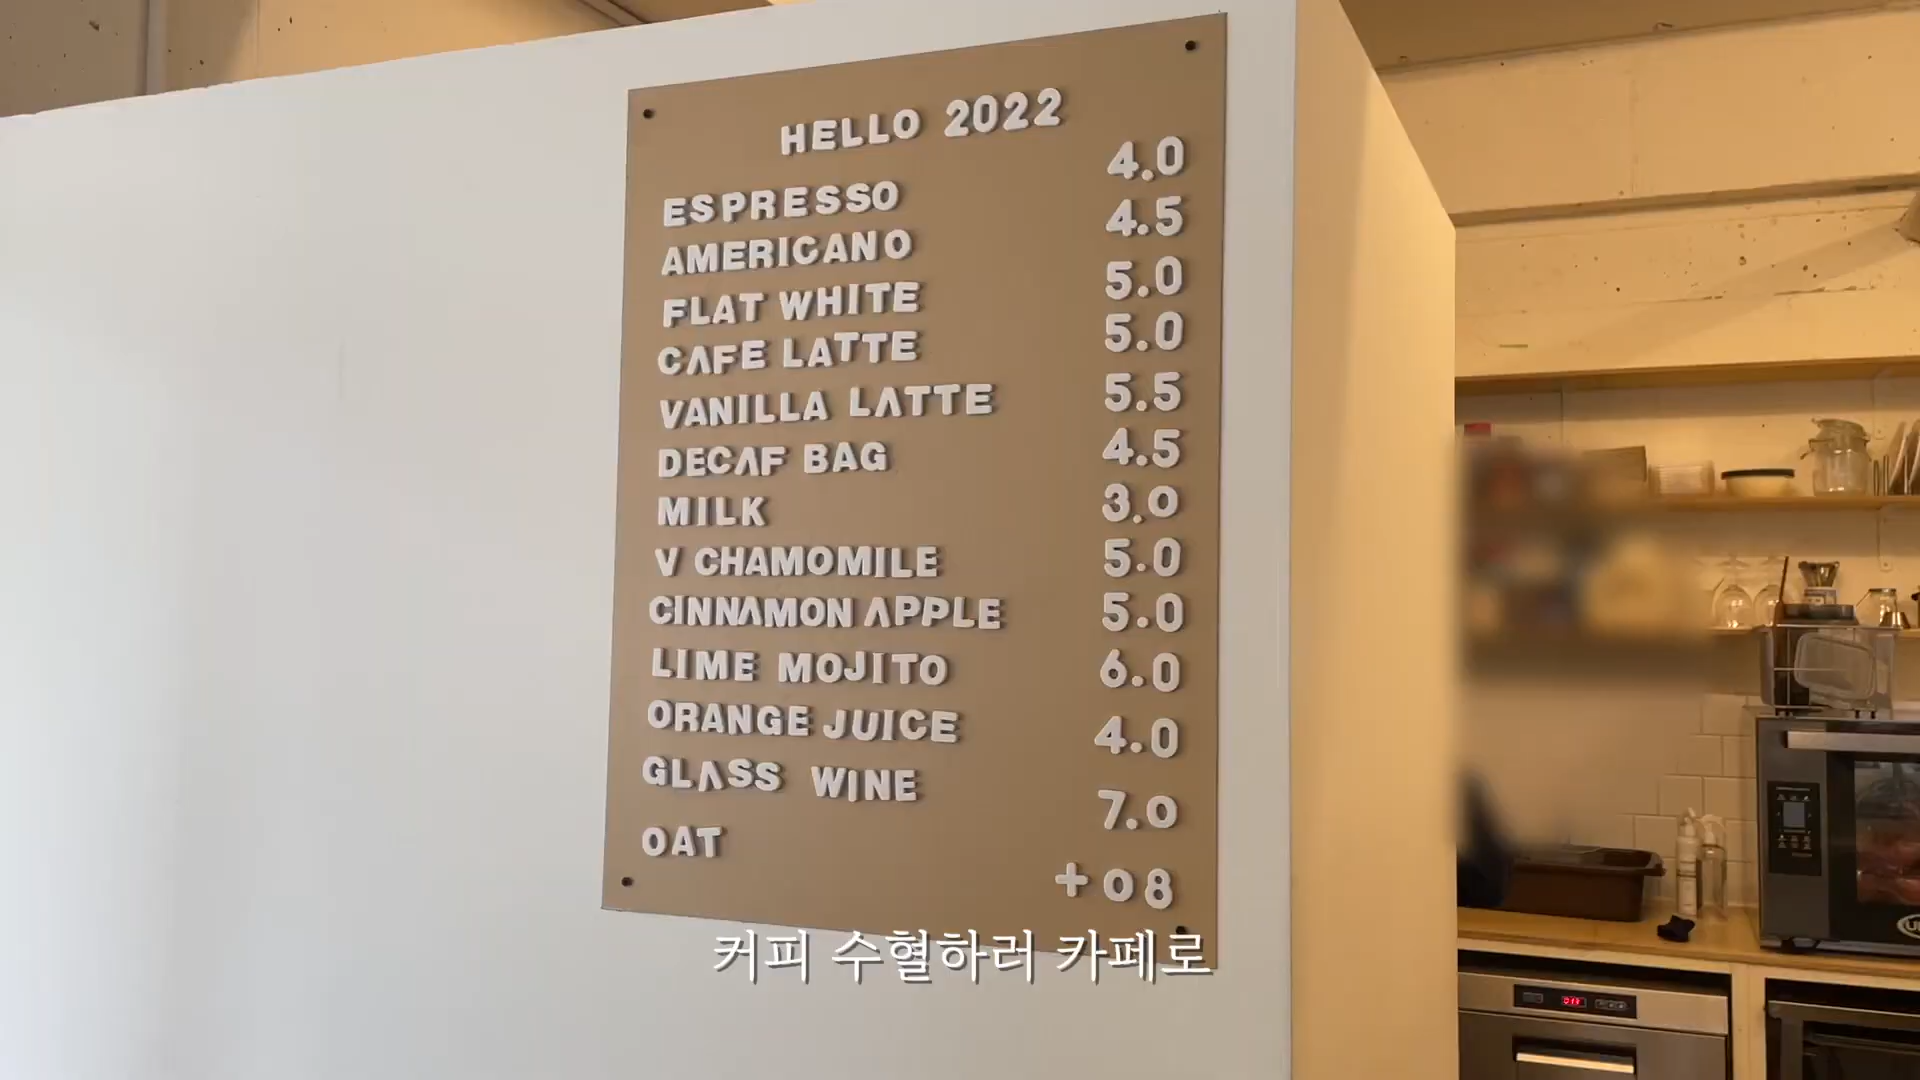 HELLO 2022
ESPRESSO 4.0
AMERICANO 4.5
FLAT WHITE 5.0
CAFE LATTE 5.0
VANILLA LATTE 5.5
DECAF BAG 4.5
MILK 3.0
V CHAMOMILE 5.0
CINNAMON APPLE 5.0
LIME MOJITO 6.0
ORANGE JUICE 4.0
GLASS WINE 7.0
OAT +08
커피 수혈하러 카페로